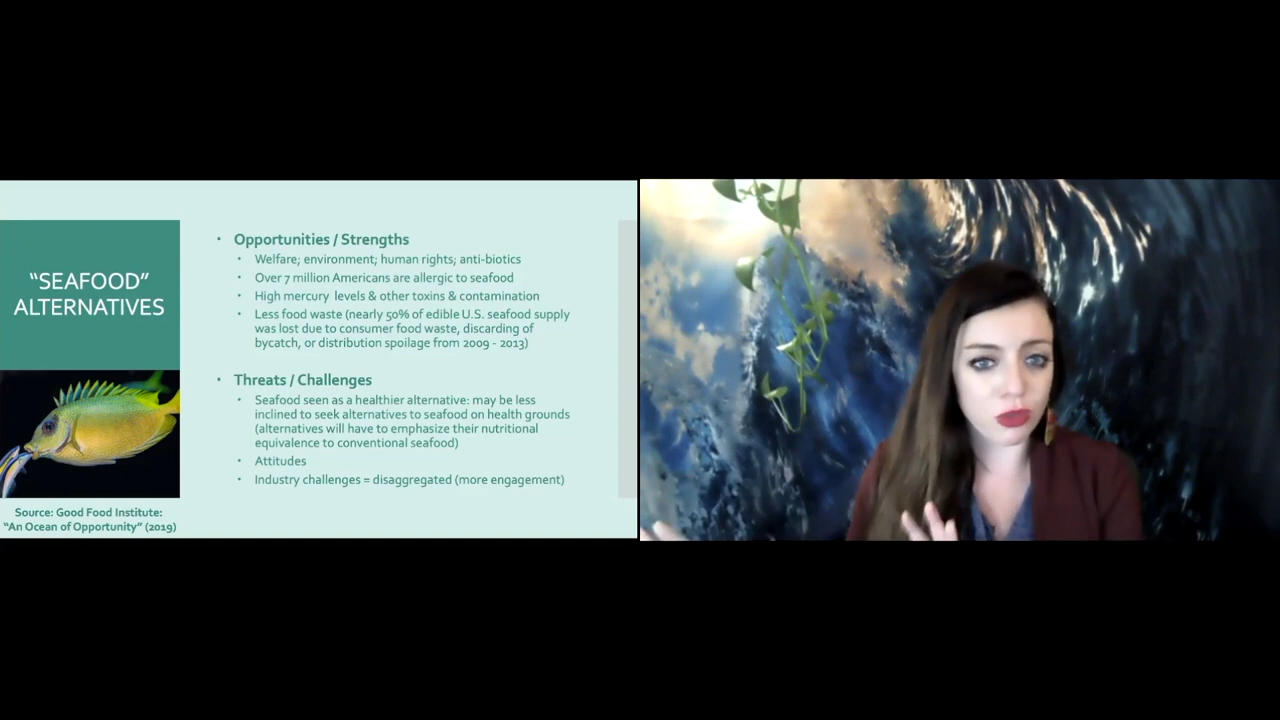 “SEAFOOD”
ALTERNATIVES
Source: Good Food Institute:
“An Ocean of Opportunity” (2019)
• Opportunities / Strengths
• Welfare; environment; human rights; anti-biotics
• Over 7 million Americans are allergic to seafood
• High mercury levels & other toxins & contamination
• Less food waste (nearly 50% of edible U.S. seafood supply
was lost due to consumer food waste, discarding of
bycatch, or distribution spoilage from 2009 - 2013)
• Threats / Challenges
• Seafood seen as a healthier alternative: may be less
inclined to seek alternatives to seafood on health grounds
(alternatives will have to emphasize their nutritional
equivalence to conventional seafood)
• Attitudes
• Industry challenges = disaggregated (more engagement)